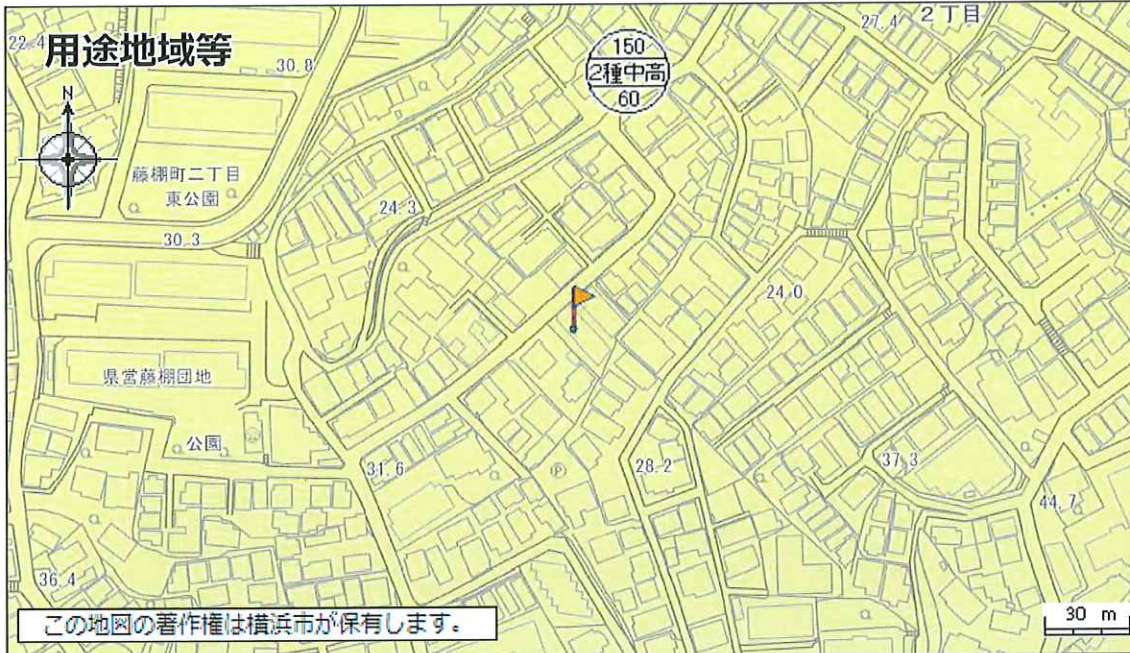 22.4
用途地域等
30.8
150
2種中高
60
27.4
2丁目
N
藤棚町二丁目
東公園
24.3
30.3
24.0
県営藤棚団地
公園
31.6
P
28.2
37.3
44.7
36.4
この地図の著作権は横浜市が保有します。
30 m